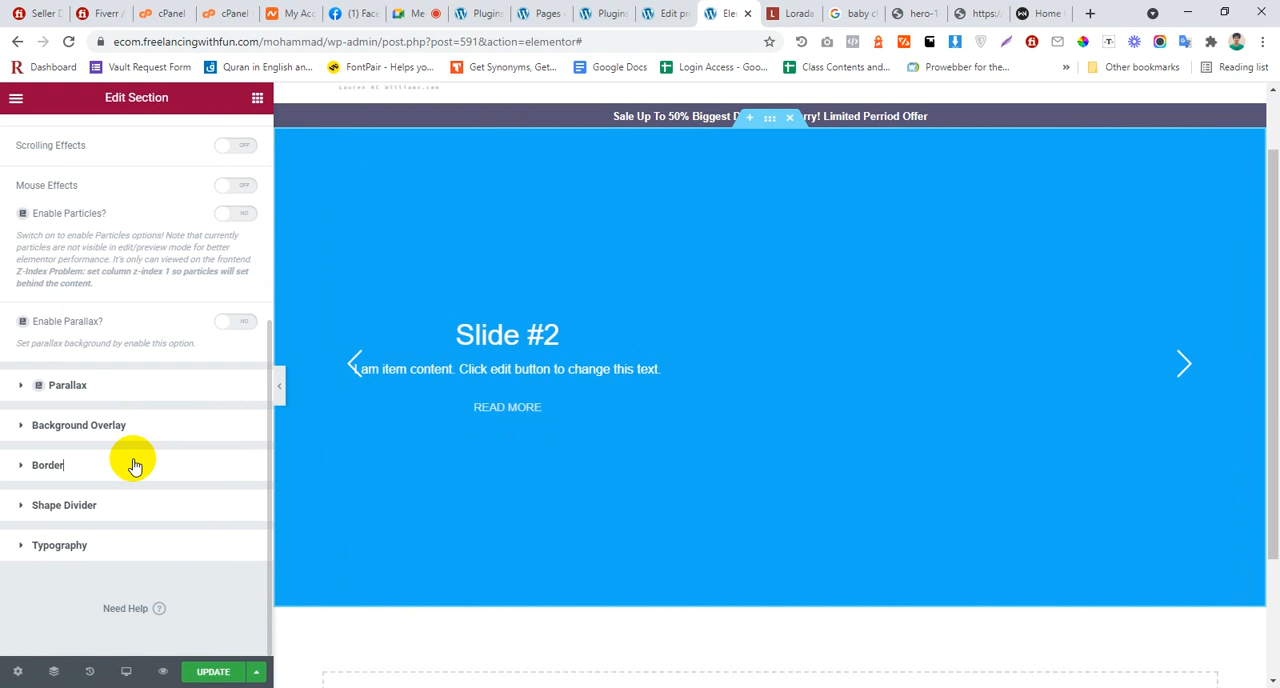 Seller D
Fiverr /
cPanel
cPanel
My Acc
(1) Face
Me
Plugins
Pages -
Plugins
Edit pr
Ele
Lorada
baby cl
hero-1
https:/
Home
ecom.freelancingwithfun.com/mohammad/wp-admin/post.php?post=591&action=elementor#
Dashboard
Vault Request Form
Quran in English an...
FontPair - Helps yo...
Get Synonyms, Getc...
Google Docs
Login Access - Goo...
Class Contents and...
Prowebber for the...
»
Other bookmarks
Reading list
Edit Section
Lauren RC Williams.com
Sale Up To 50% Biggest D
rry! Limited Perriod Offer
Scrolling Effects
OFF
Mouse Effects
OFF
Enable Particles?
NO
Switch on to enable Particles options! Note that currently
particles are not visible in edit/preview mode for better
elementor performance. It's only can viewed on the frontend.
Z-Index Problem: set column z-index 1 so particles will set
behind the content.
Enable Parallax?
NO
Set parallax background by enable this option.
Parallax
Background Overlay
Border
Shape Divider
Typography
Need Help
UPDATE
Slide #2
I am item content. Click edit button to change this text.
READ MORE